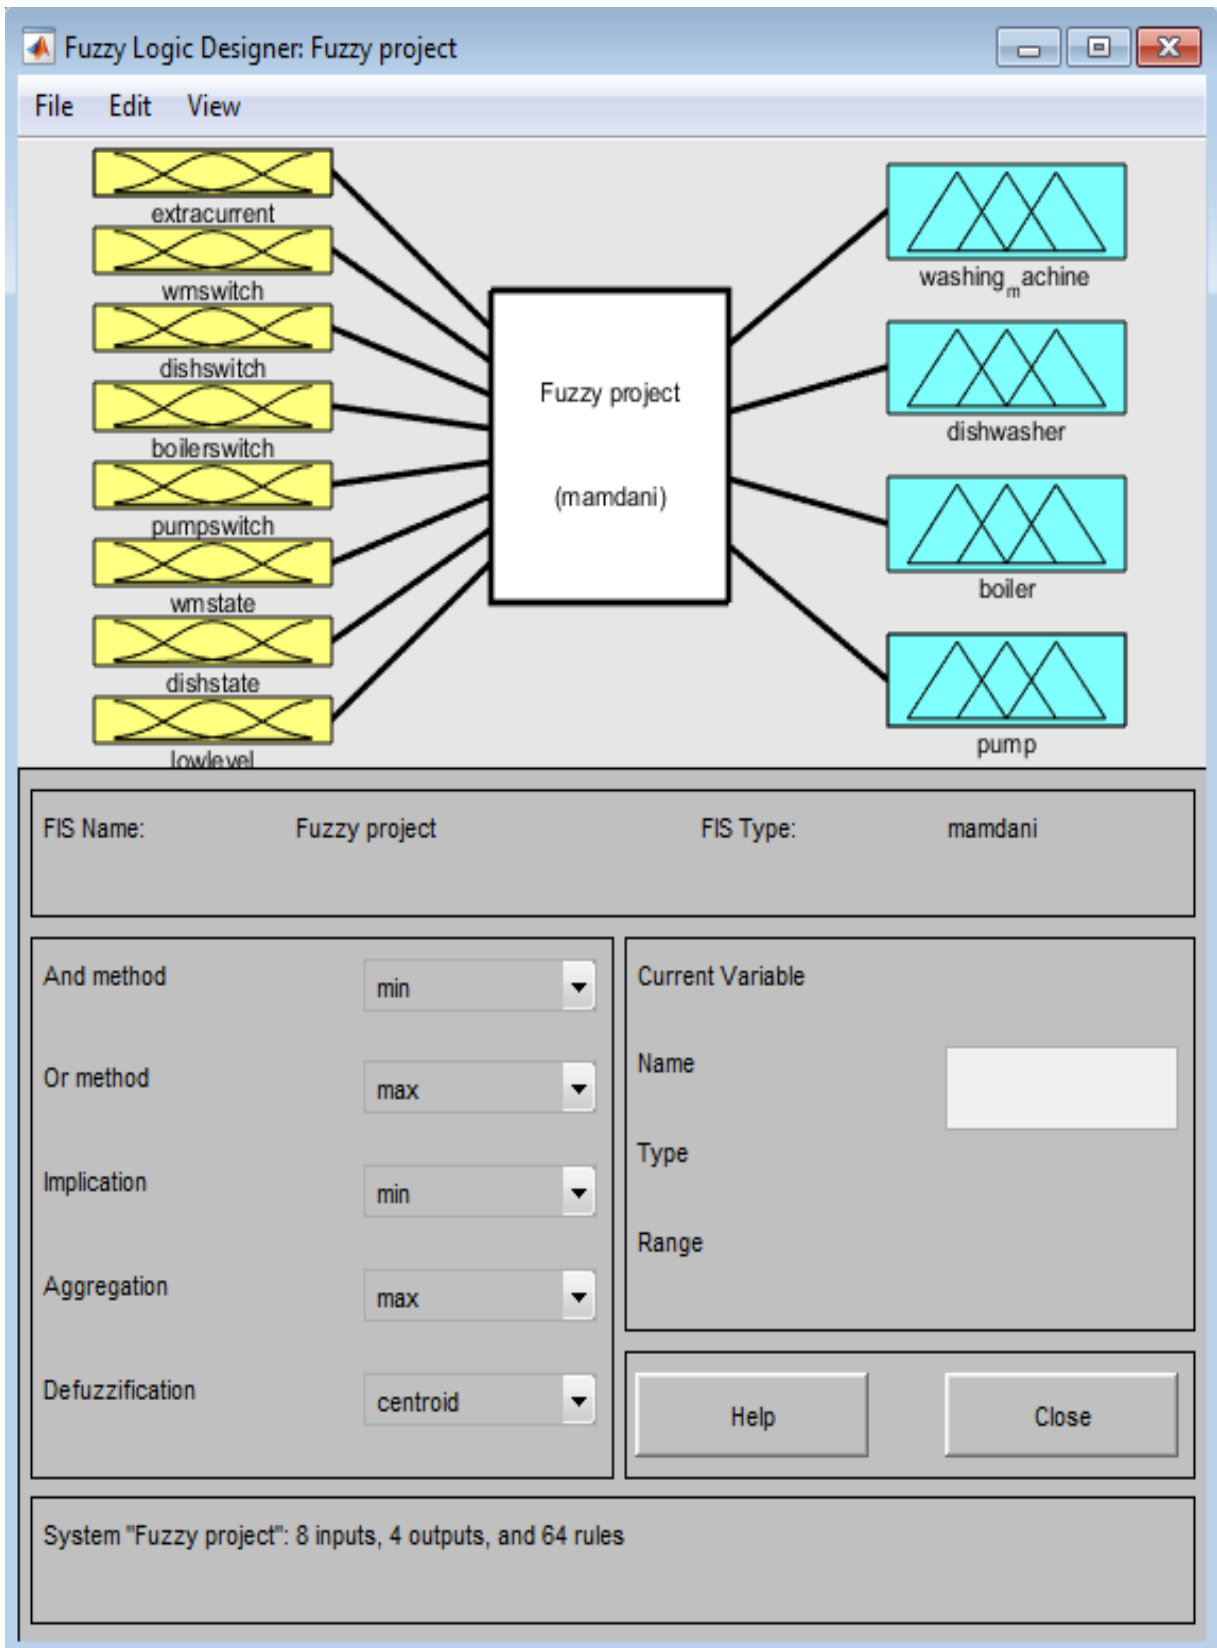 Fuzzy Logic Designer: Fuzzy project
File Edit View
extracurrent
wmswitch
dishswitch
boilerswitch
pumpswitch
wmstate
dishstate
lowlevel
Fuzzy project
(mamdani)
washing_machine
dishwasher
boiler
pump
FIS Name: Fuzzy project FIS Type: mamdani
And method min
Or method max
Implication min
Aggregation max
Defuzzification centroid
Current Variable
Name
Type
Range
Help Close
System "Fuzzy project": 8 inputs, 4 outputs, and 64 rules